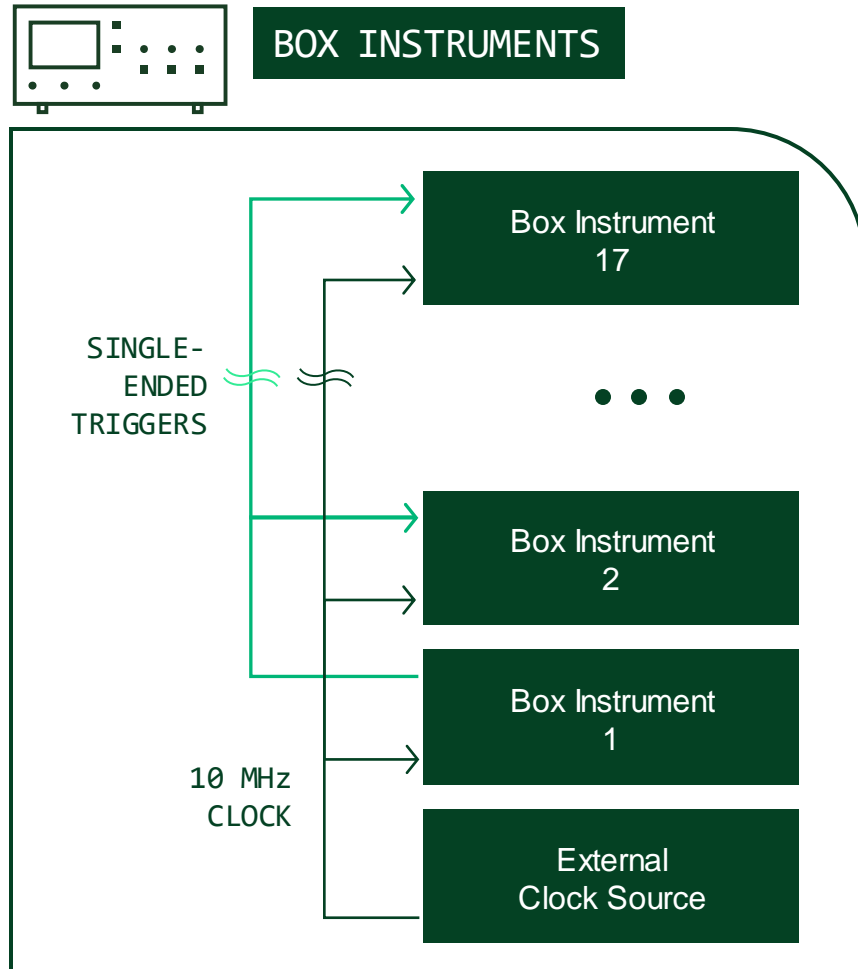 BOX INSTRUMENTS
Box Instrument
17
SINGLE-
ENDED
TRIGGERS
Box Instrument
2
Box Instrument
1
10 MHz
CLOCK
External
Clock Source